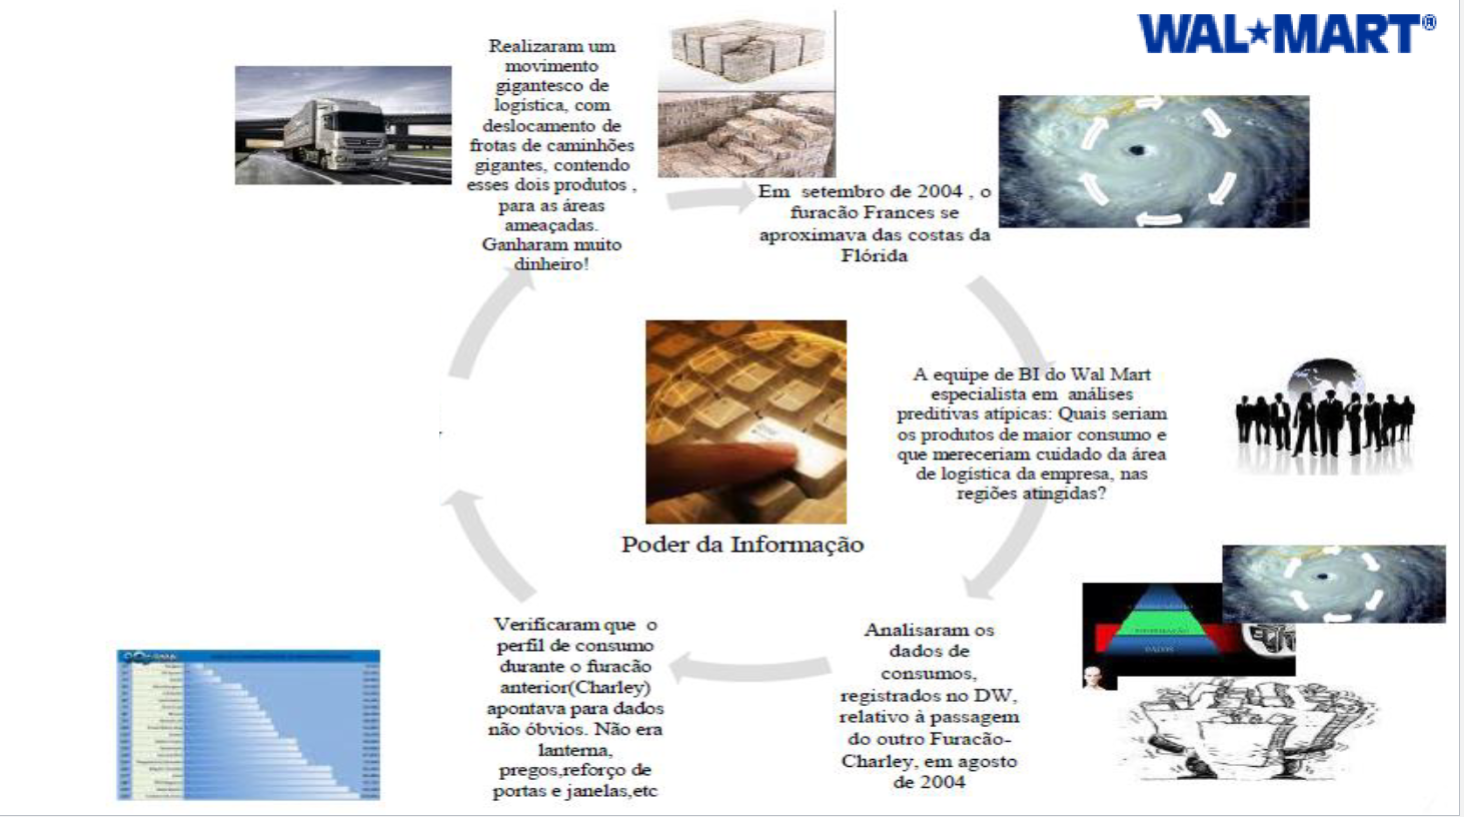 WAL★MART®
Realizaram um
movimento
gigantesco de
logística, com
deslocamento de
frotas de caminhões
gigantes, contendo
esses dois produtos ,
para as áreas
ameaçadas.
Ganharam muito
dinheiro!
Em setembro de 2004 , o
furacão Frances se
aproximava das costas da
Flórida
A equipe de BI do Wal Mart
especialista em análises
preditivas atípicas: Quais seriam
os produtos de maior consumo e
que mereceriam cuidado da área
de logística da empresa, nas
regiões atingidas?
Poder da Informação
Analisaram os
dados de
consumos,
registrados no DW,
relativo à passagem
do outro Furacão-
Charley, em agosto
de 2004
DADOS
Verificaram que o
perfil de consumo
durante o furacão
anterior(Charley)
apontava para dados
não óbvios. Não era
lanterna,
pregos,reforço de
portas e janelas,etc